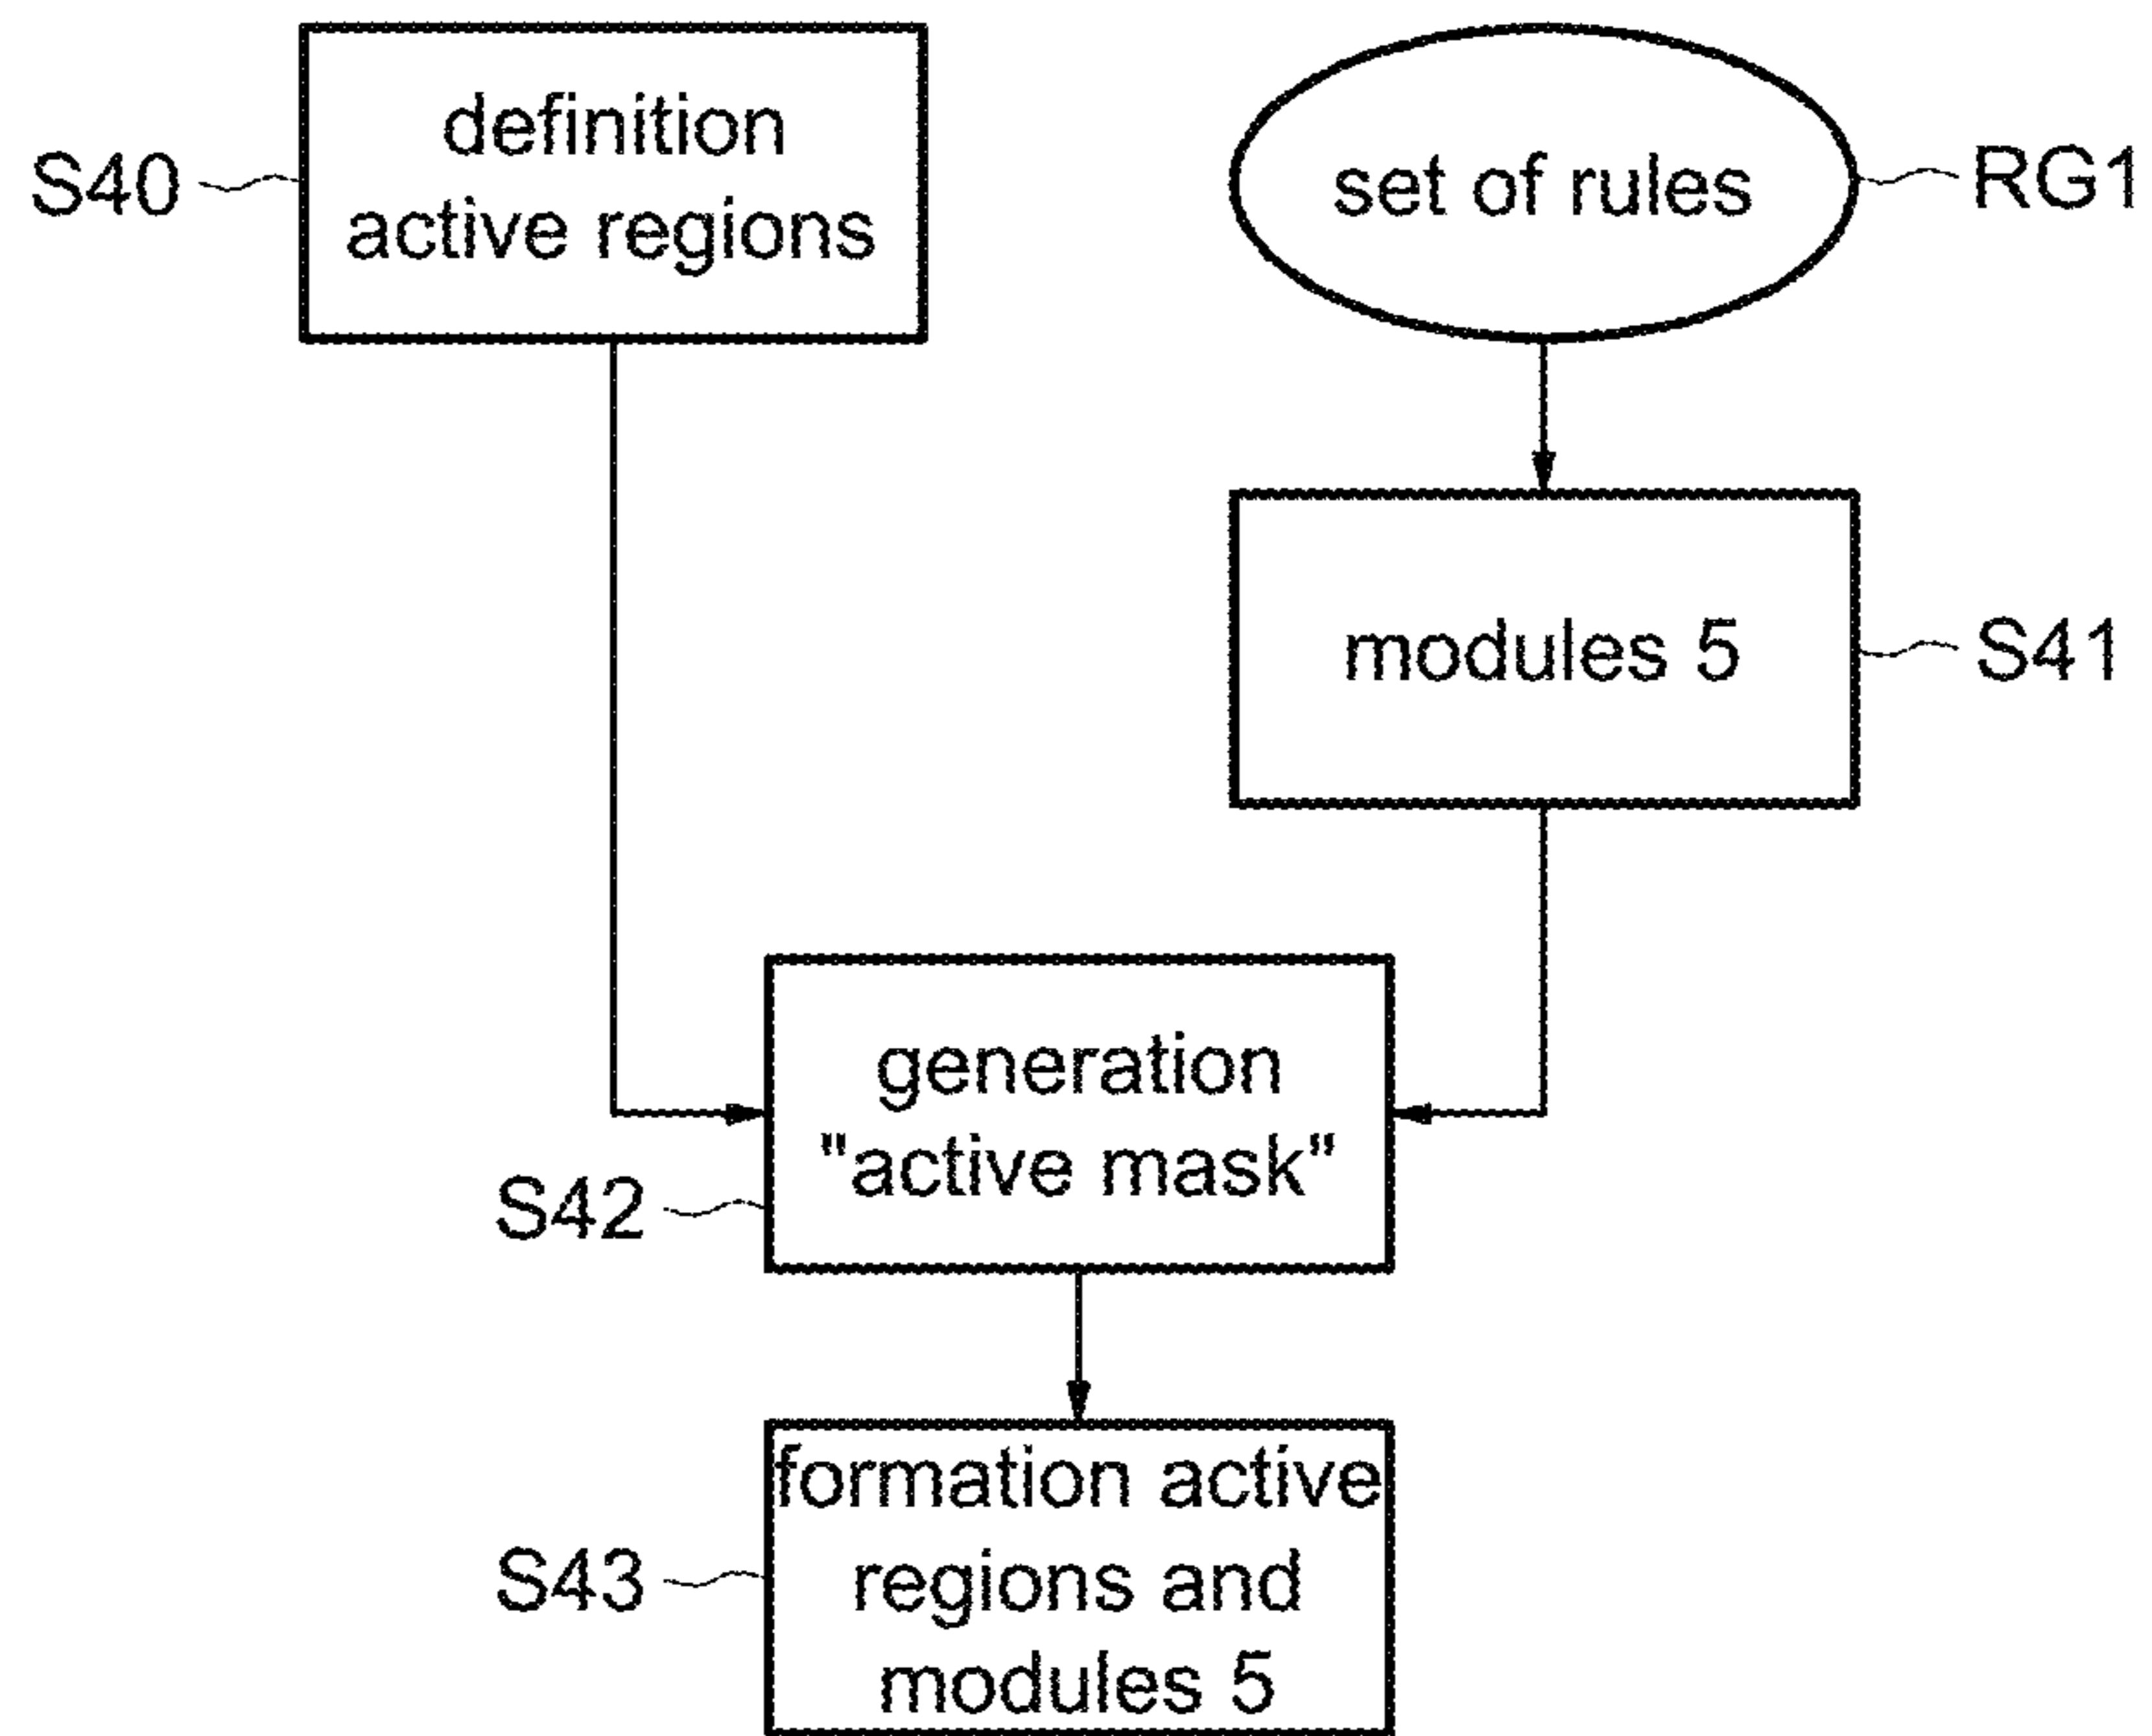 definition
active regions
S40
set of rules
RG1
modules 5
S41
generation
"active mask"
S42
formation active
regions and
modules 5
S43